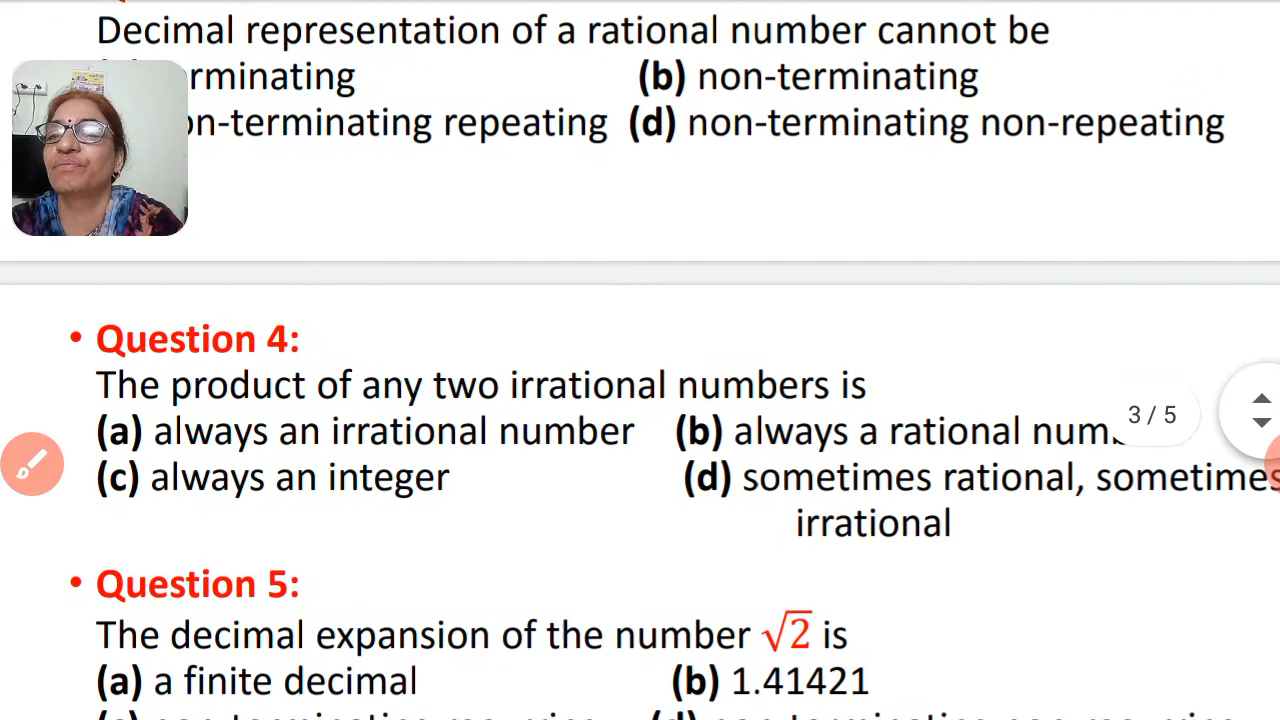 Decimal representation of a rational number cannot be
rminating (b) non-terminating
on-terminating repeating (d) non-terminating non-repeating
• Question 4:
The product of any two irrational numbers is
(a) always an irrational number (b) always a rational num
3 / 5
(c) always an integer (d) sometimes rational, sometimes
irrational
• Question 5:
The decimal expansion of the number √2 is
(a) a finite decimal (b) 1.41421